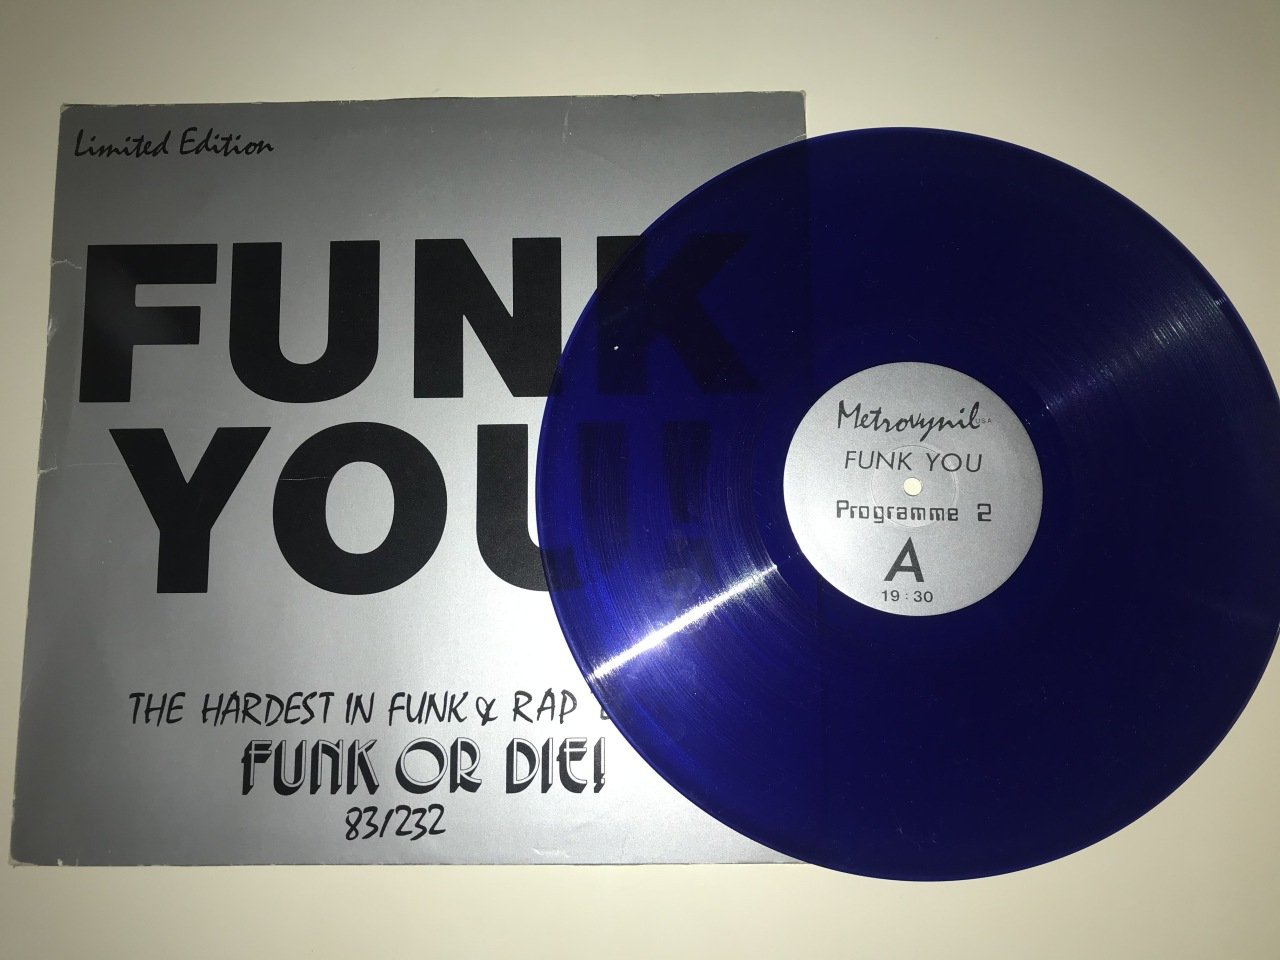 Limited Edition
FUNK
YOU!
THE HARDEST IN FUNK & RAP
FUNK OR DIE!
83/232
Metrovynil USA
FUNK YOU
Programme 2
A
19:30